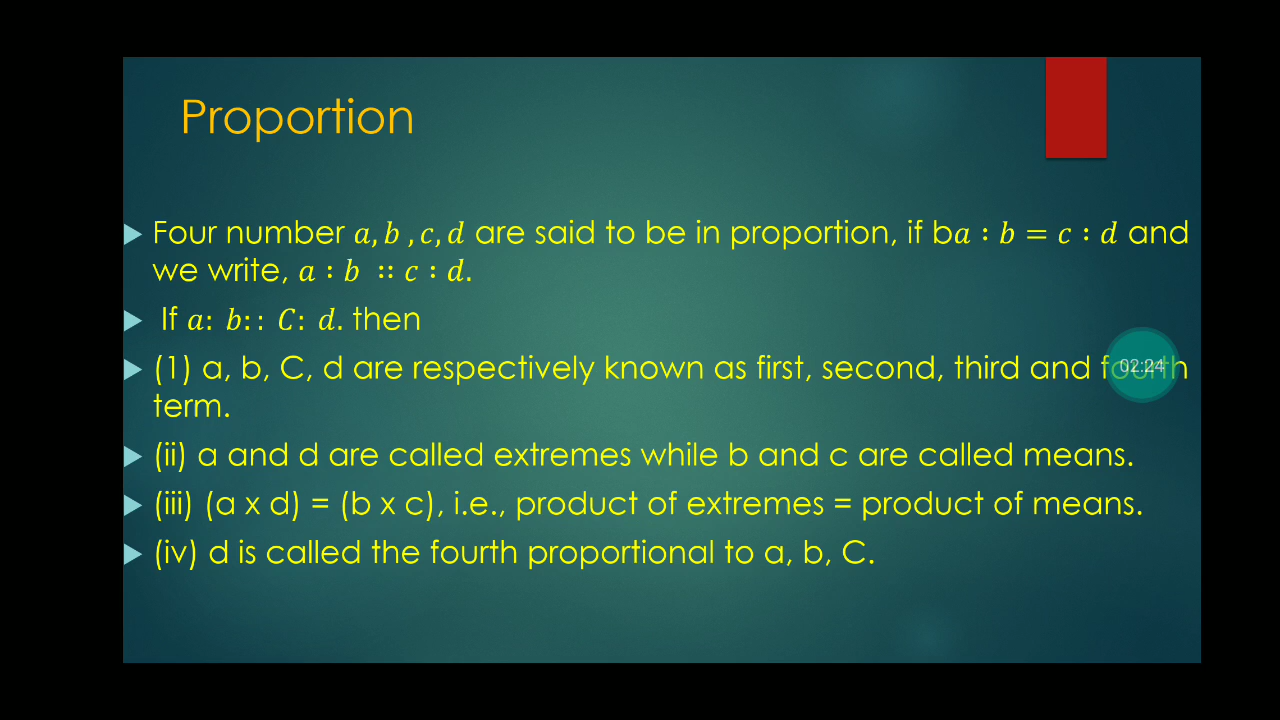 Proportion
Four number 𝑎, 𝑏 , 𝑐, 𝑑 are said to be in proportion, if b𝑎 ∶ 𝑏 = 𝑐 ∶ 𝑑 and
we write, 𝑎 ∶ 𝑏 ∷ 𝑐 ∶ 𝑑.
If 𝑎: 𝑏: : 𝐶: 𝑑. then
(1) a, b, C, d are respectively known as first, second, third and fourth
02:24
term.
(ii) a and d are called extremes while b and c are called means.
(iii) (a x d) = (b x c), i.e., product of extremes = product of means.
(iv) d is called the fourth proportional to a, b, C.